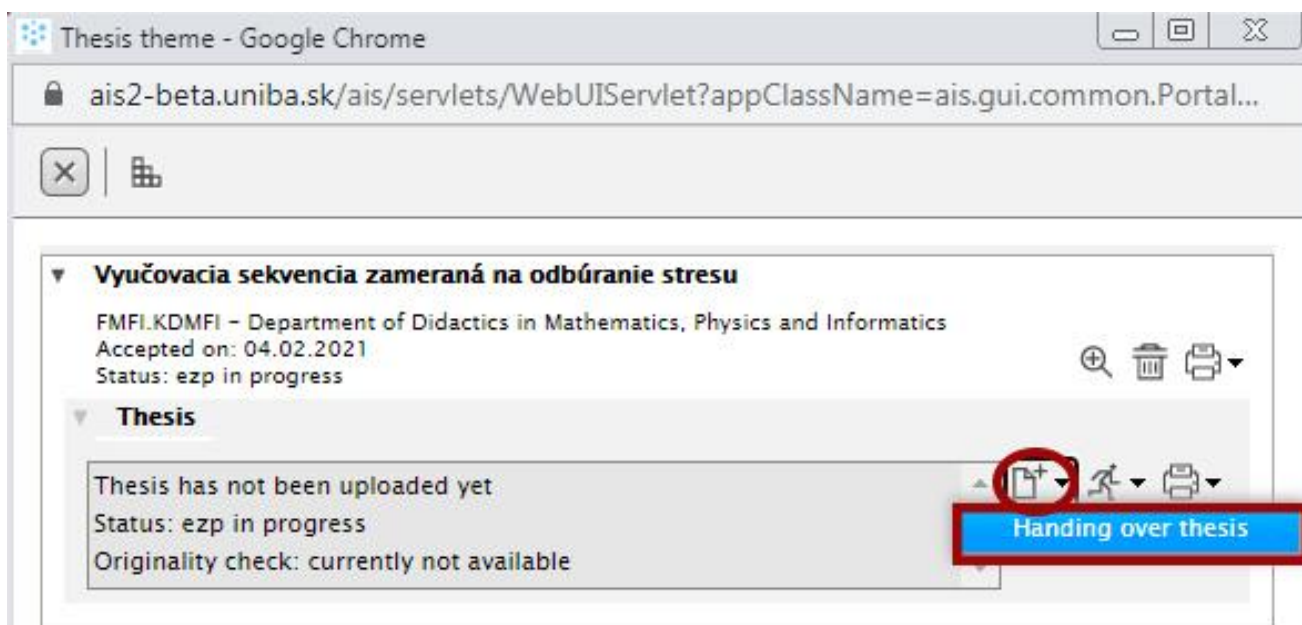 Thesis theme - Google Chrome
ais2-beta.uniba.sk/ais/servlets/WebUIServlet?appClassName=ais.gui.common.Portal...
Vyučovacia sekvencia zameraná na odbúranie stresu
FMFI.KDMFI – Department of Didactics in Mathematics, Physics and Informatics
Accepted on: 04.02.2021
Status: ezp in progress
Thesis
Thesis has not been uploaded yet
Status: ezp in progress
Handing over thesis
Originality check: currently not available